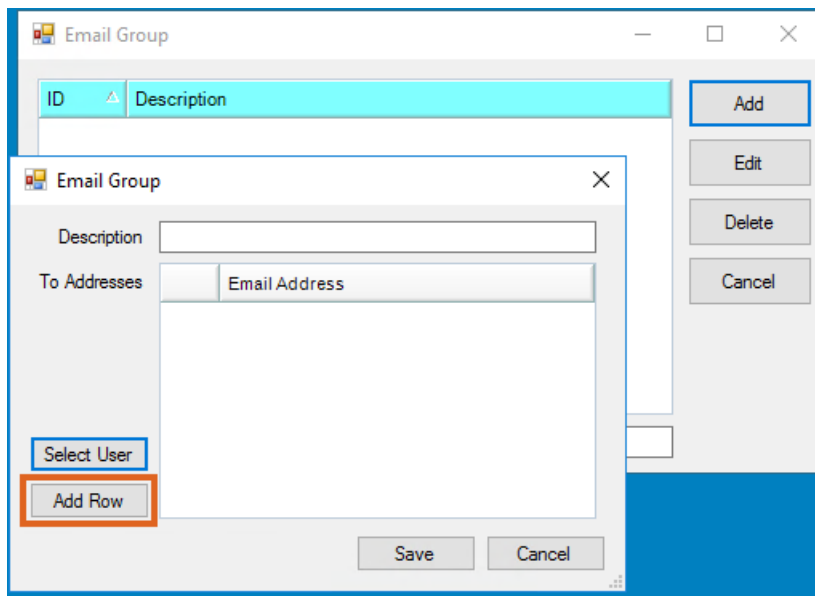 Email Group
ID Description
Add
Edit
Delete
Cancel
Email Group
Description
To Addresses
Email Address
Select User
Add Row
Save
Cancel